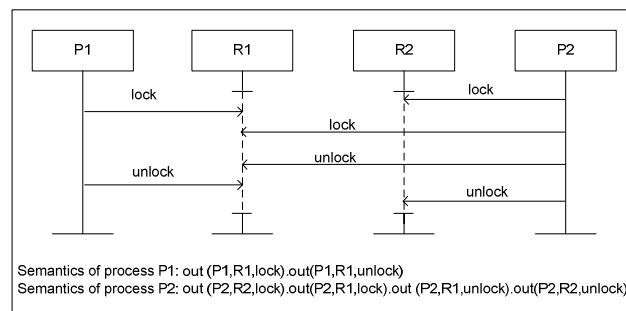 P1 R1 R2 P2
lock lock
lock
unlock
unlock
unlock
Semantics of process P1: out (P1,R1,lock).out(P1,R1,unlock)
Semantics of process P2: out (P2,R2,lock).out(P2,R1,lock).out (P2,R1,unlock).out(P2,R2,unlock)